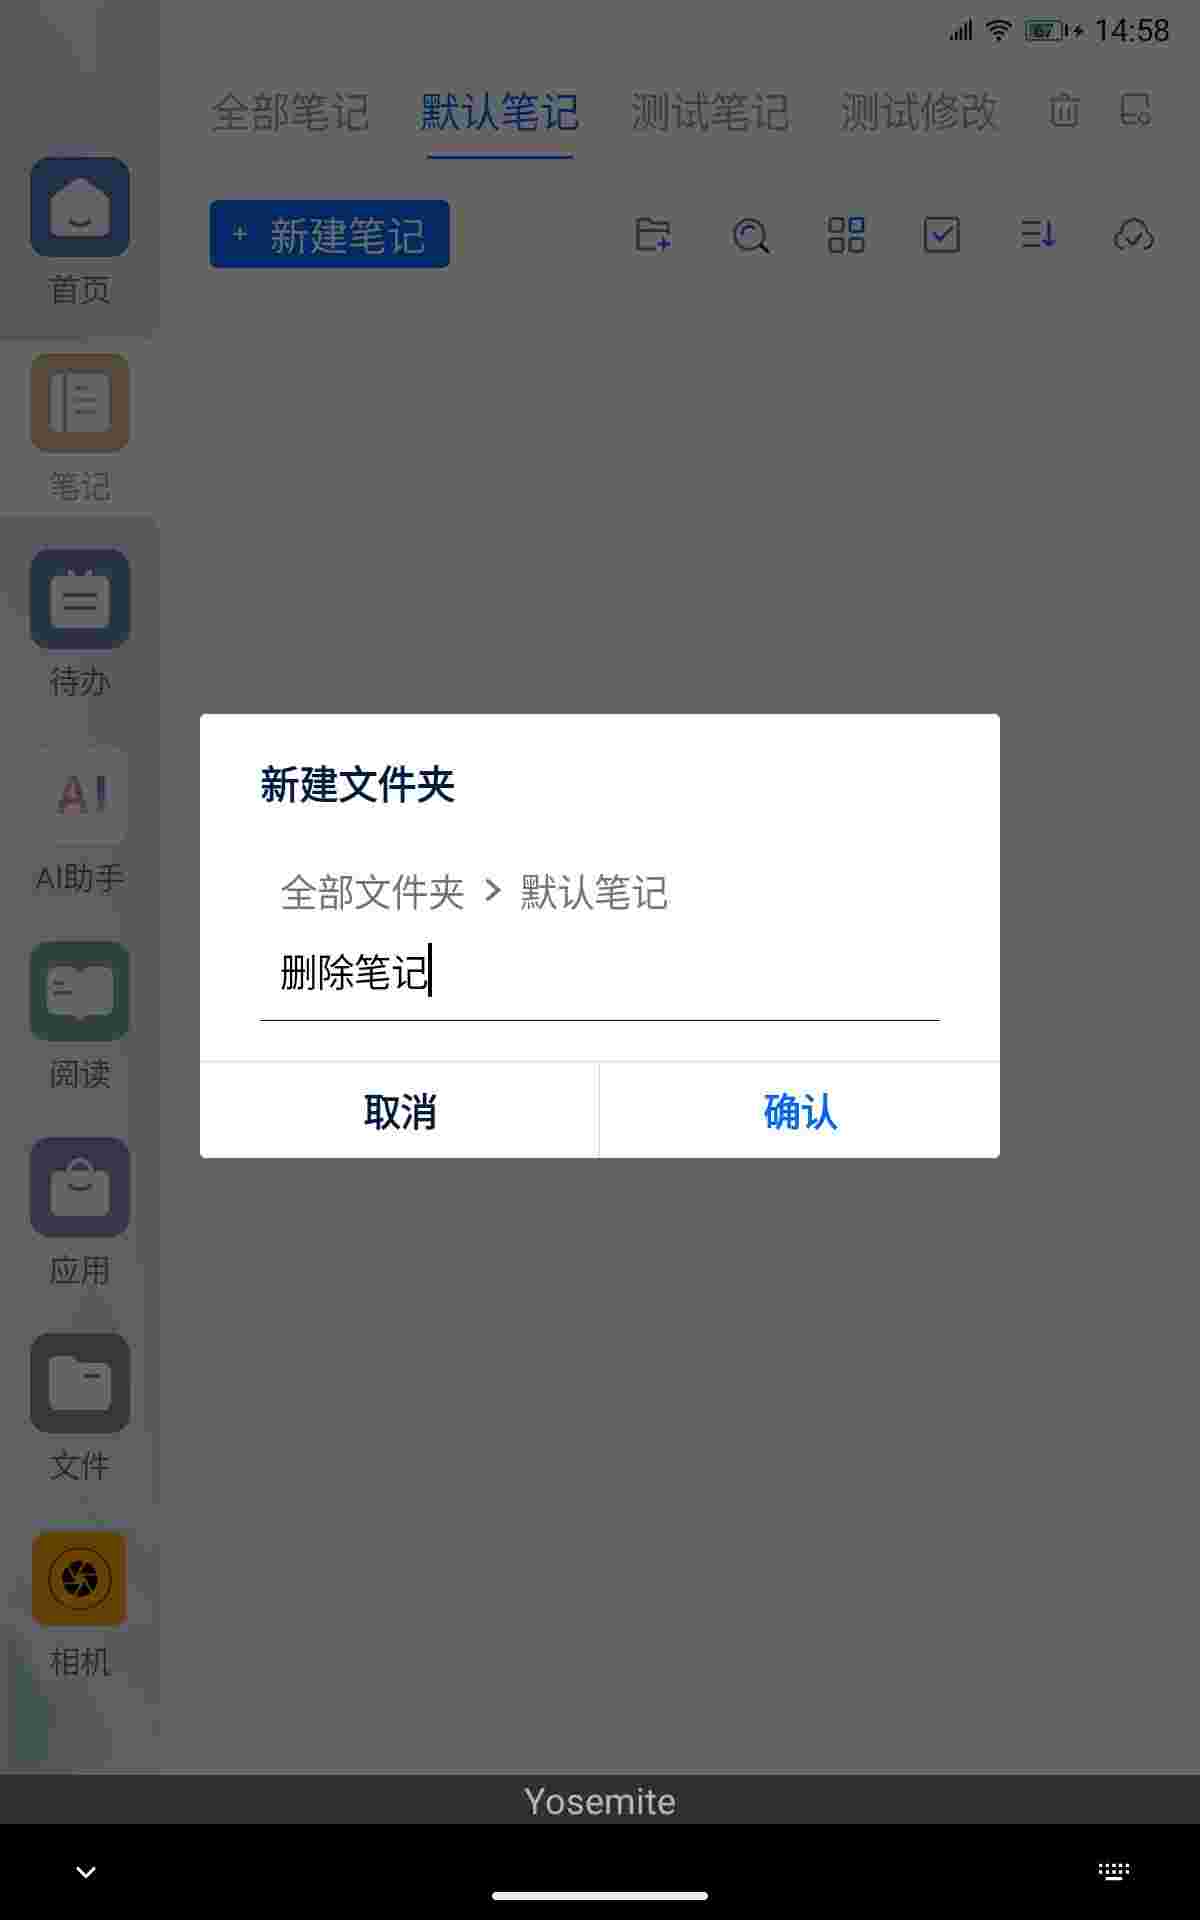 67 14:58
全部笔记 默认笔记 测试笔记 测试修改
+ 新建笔记
首页
笔记
待办
AI
AI助手
阅读
应用
文件
相机
新建文件夹
全部文件夹 > 默认笔记
删除笔记
取消 确认
Yosemite